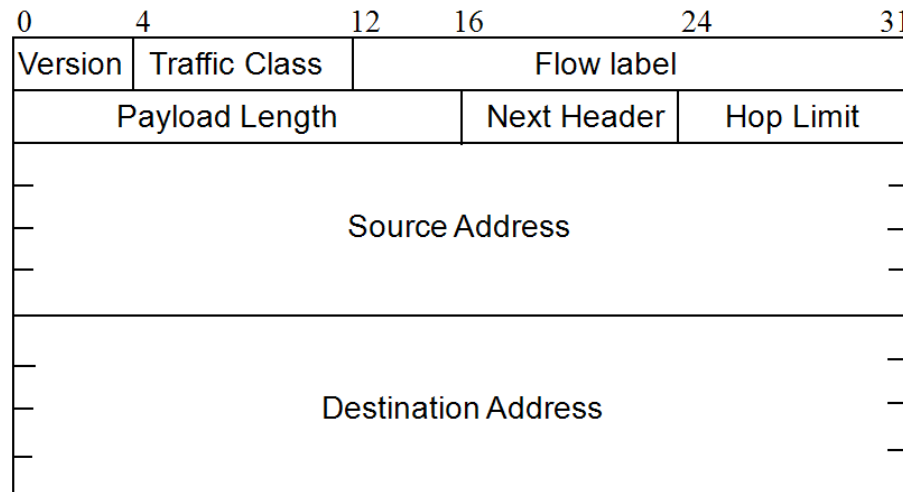 0 4 12 16 24 31
Version Traffic Class Flow label
Payload Length Next Header Hop Limit
Source Address
Destination Address